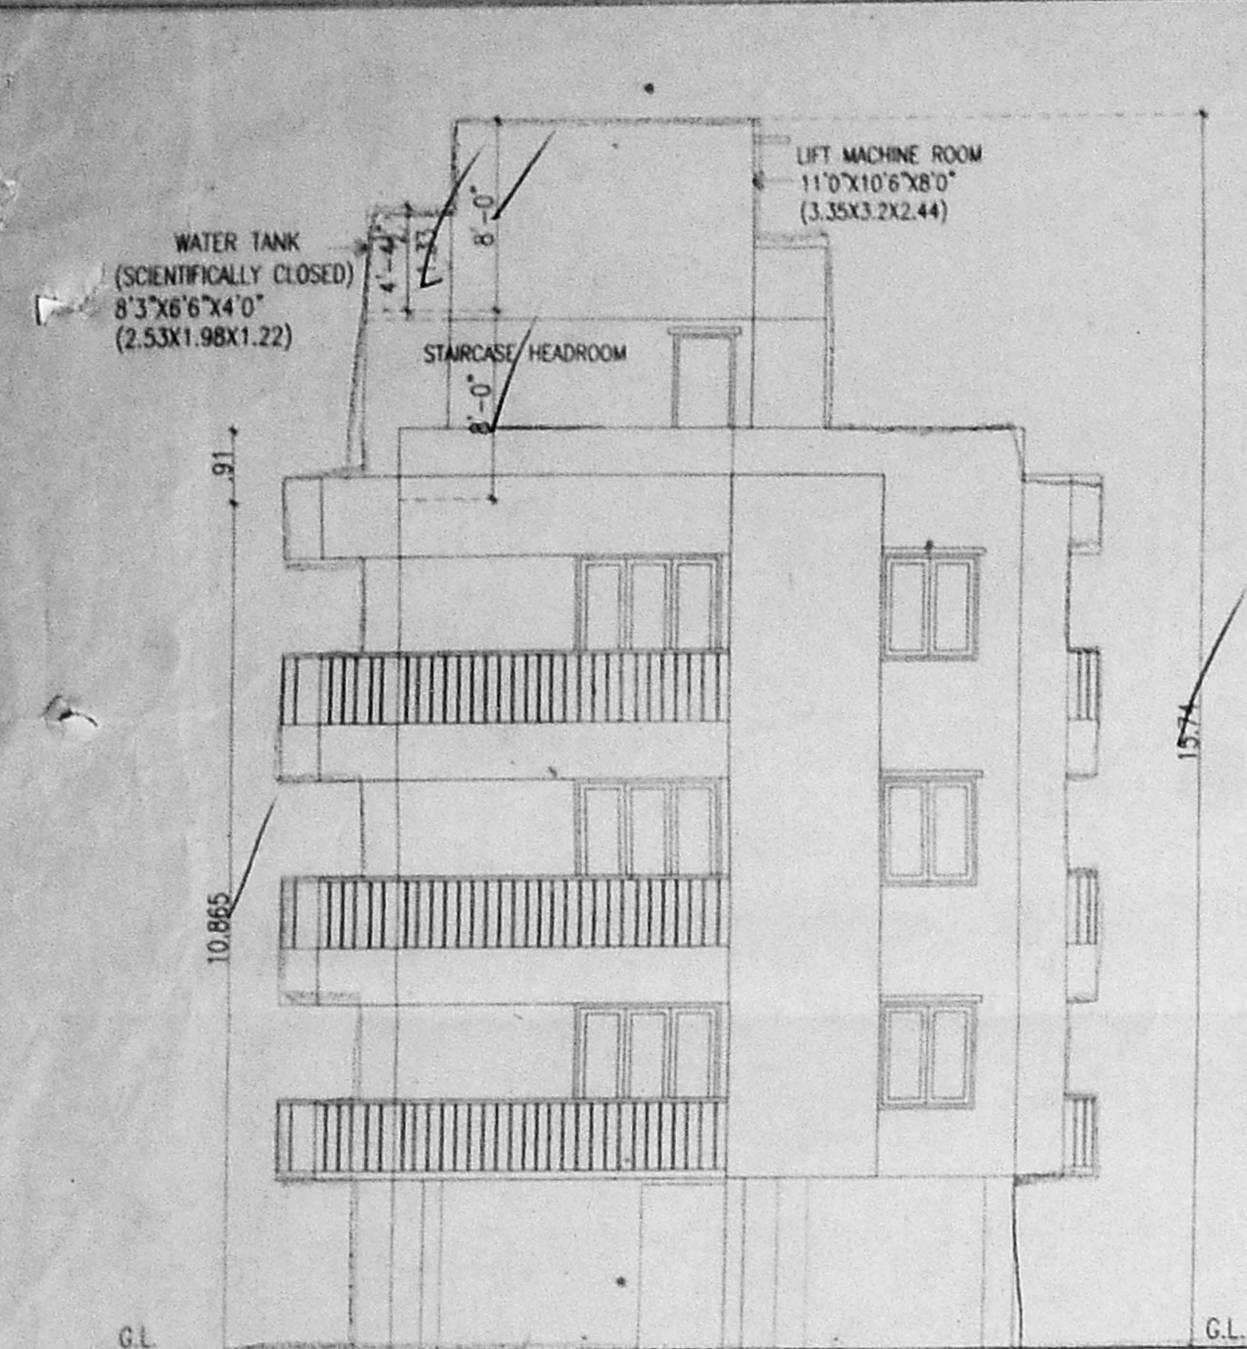 LIFT MACHINE ROOM
11'0"X10'6"X8'0"
(3.35X3.2X2.44)
WATER TANK
(SCIENTIFICALLY CLOSED)
8'3"X6'6"X4'0"
(2.53X1.98X1.22)
8'-0"
STAIRCASE HEADROOM
8'-0"
.91
15.74
10.865
G.L.
G.L.